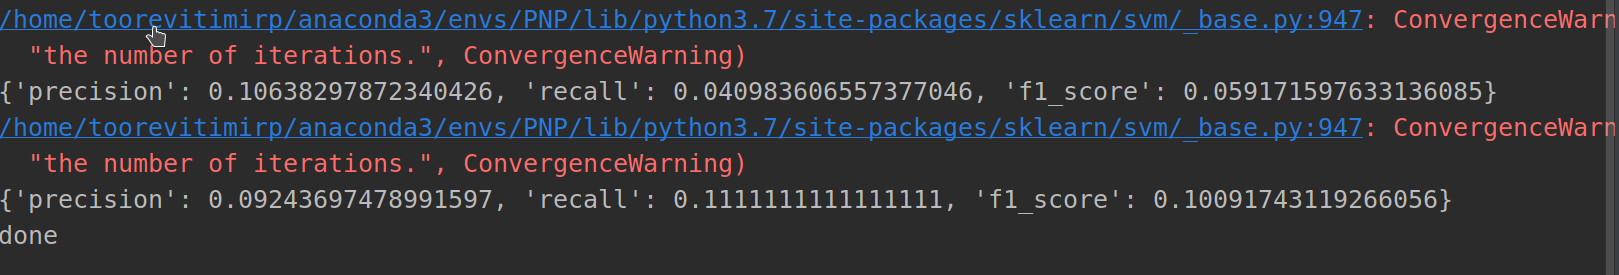 /home/toorevitimirp/anaconda3/envs/PNP/lib/python3.7/site-packages/sklearn/svm/_base.py:947: ConvergenceWarn
"the number of iterations.", ConvergenceWarning)
{'precision': 0.10638297872340426, 'recall': 0.040983606557377046, 'f1_score': 0.059171597633136085}
/home/toorevitimirp/anaconda3/envs/PNP/lib/python3.7/site-packages/sklearn/svm/_base.py:947: ConvergenceWarn
"the number of iterations.", ConvergenceWarning)
{'precision': 0.09243697478991597, 'recall': 0.1111111111111111, 'f1_score': 0.10091743119266056}
done